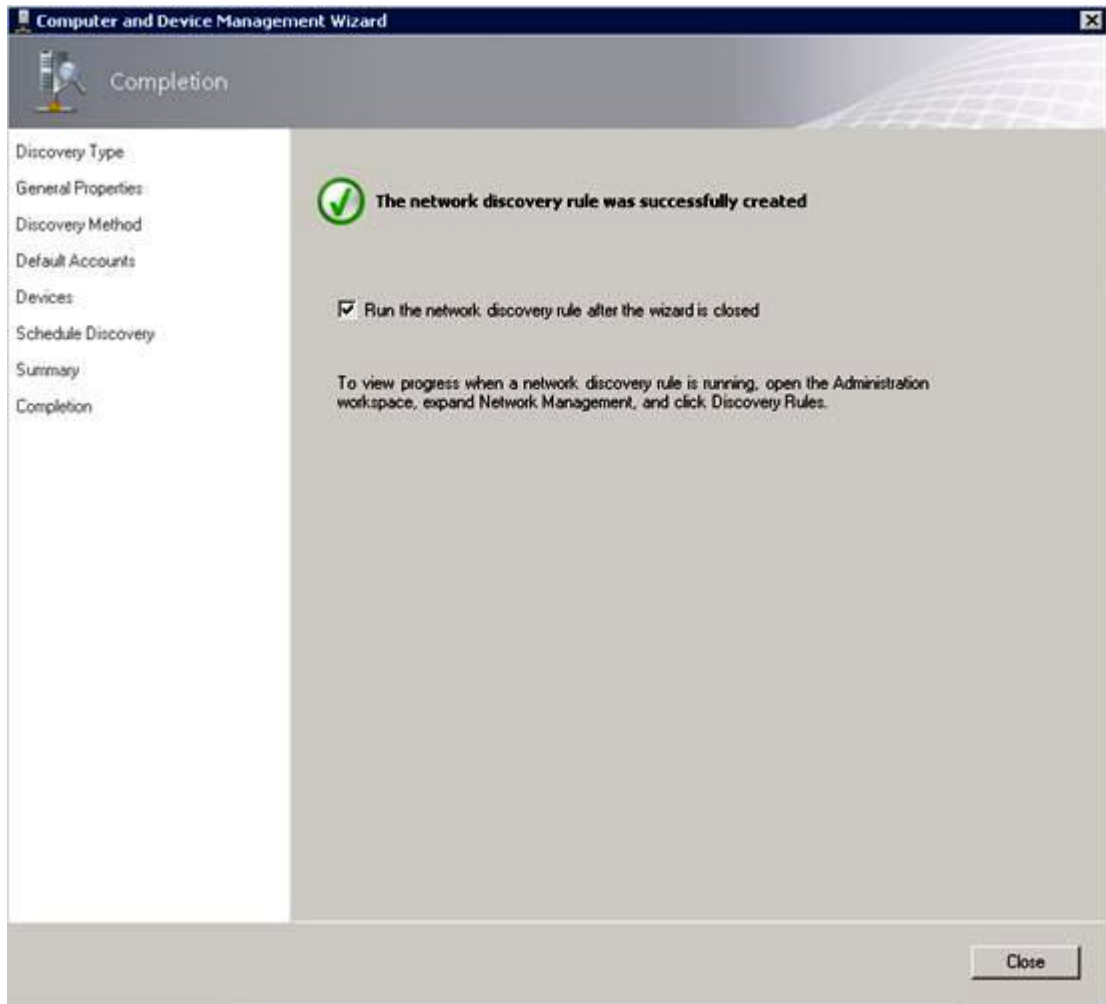 Computer and Device Management Wizard
Completion
Discovery Type
General Properties
Discovery Method
Default Accounts
Devices
Schedule Discovery
Summary
Completion
The network discovery rule was successfully created
Run the network discovery rule after the wizard is closed
To view progress when a network discovery rule is running, open the Administration
workspace, expand Network Management, and click Discovery Rules.
Close